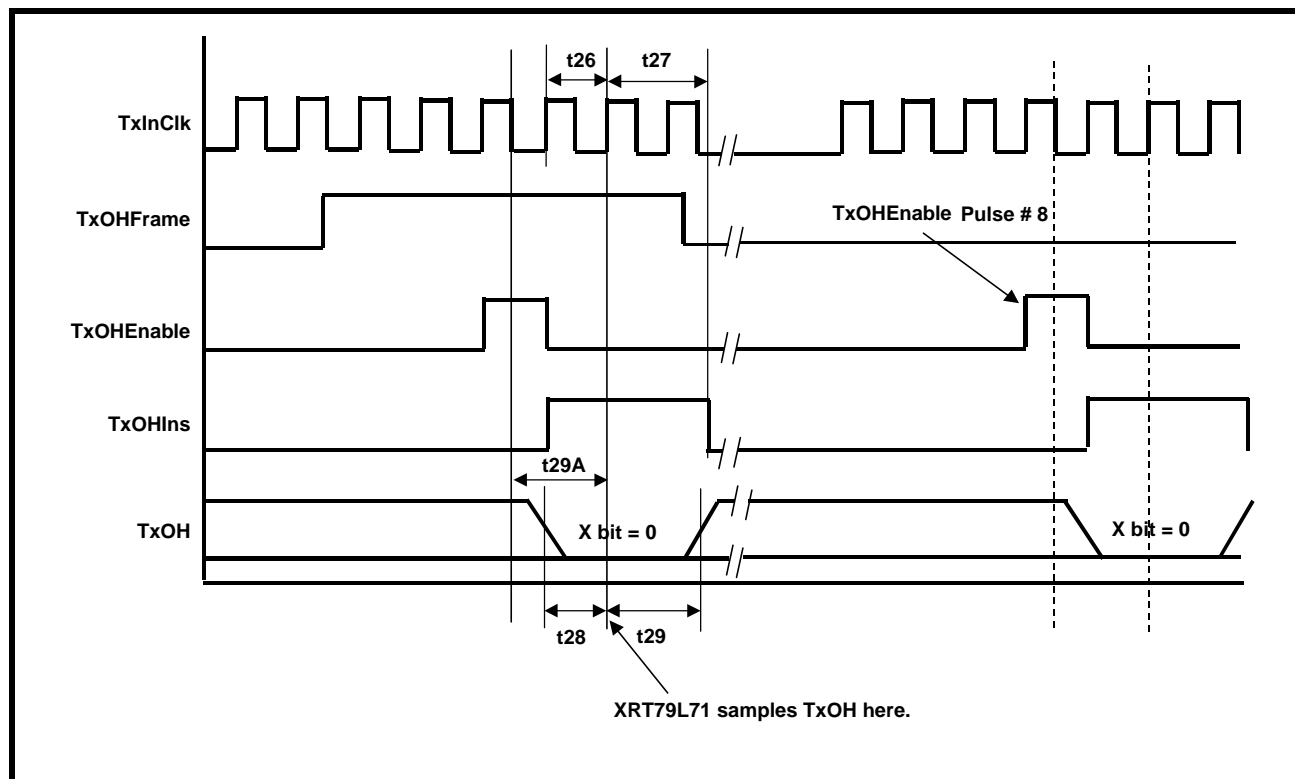 t26
t27
TxInClk
TxOHFrame
TxOHEnable Pulse # 8
TxOHEnable
TxOHIns
t29A
TxOH
X bit = 0
X bit = 0
t28
t29
XRT79L71 samples TxOH here.